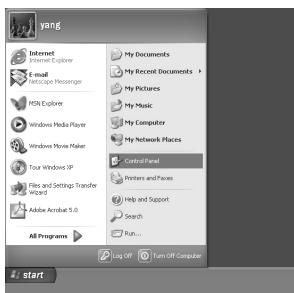 yang
Internet
Internet Explorer
E-mail
Netscape Messenger
MSN Explorer
Windows Media Player
Windows Movie Maker
Tour Windows XP
Files and Settings Transfer
Wizard
Adobe Acrobat 5.0
All Programs
My Documents
My Recent Documents
My Pictures
My Music
My Computer
My Network Places
Control Panel
Printers and Faxes
Help and Support
Search
Run...
Log Off
Turn Off Computer
start